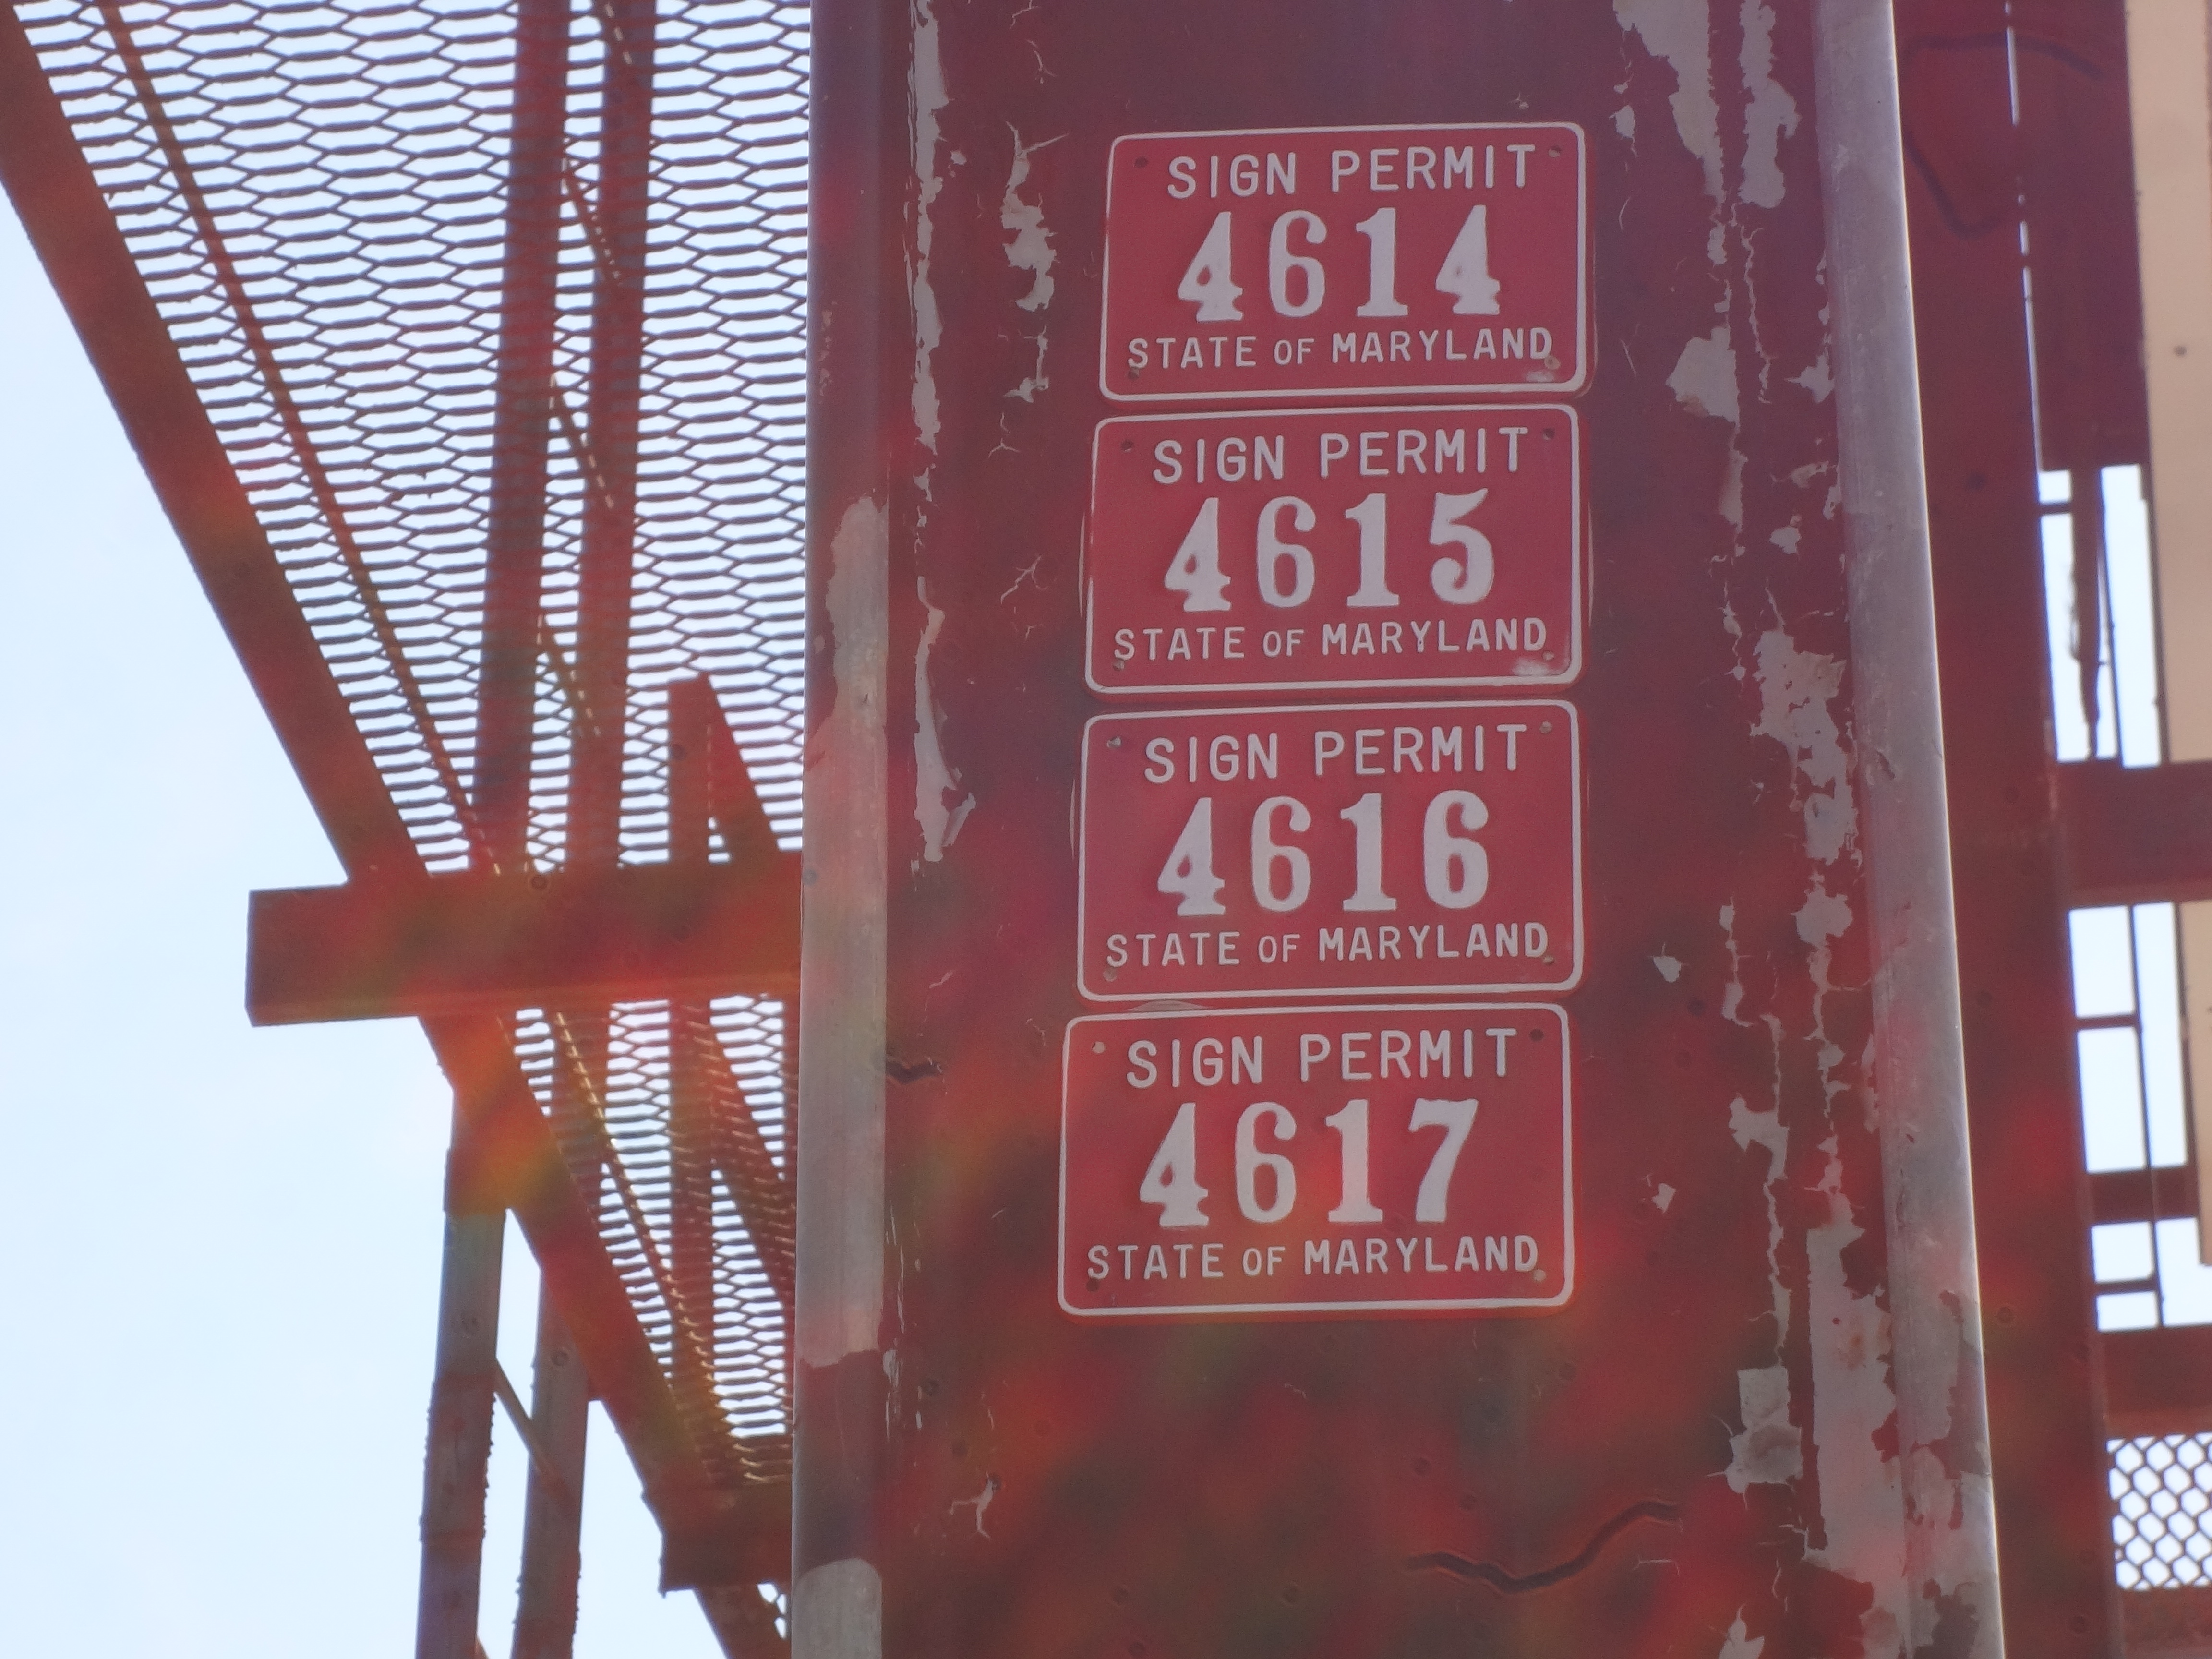 SIGN PERMIT
4614
STATE OF MARYLAND
SIGN PERMIT
4615
STATE OF MARYLAND
SIGN PERMIT
4616
STATE OF MARYLAND
SIGN PERMIT
4617
STATE OF MARYLAND